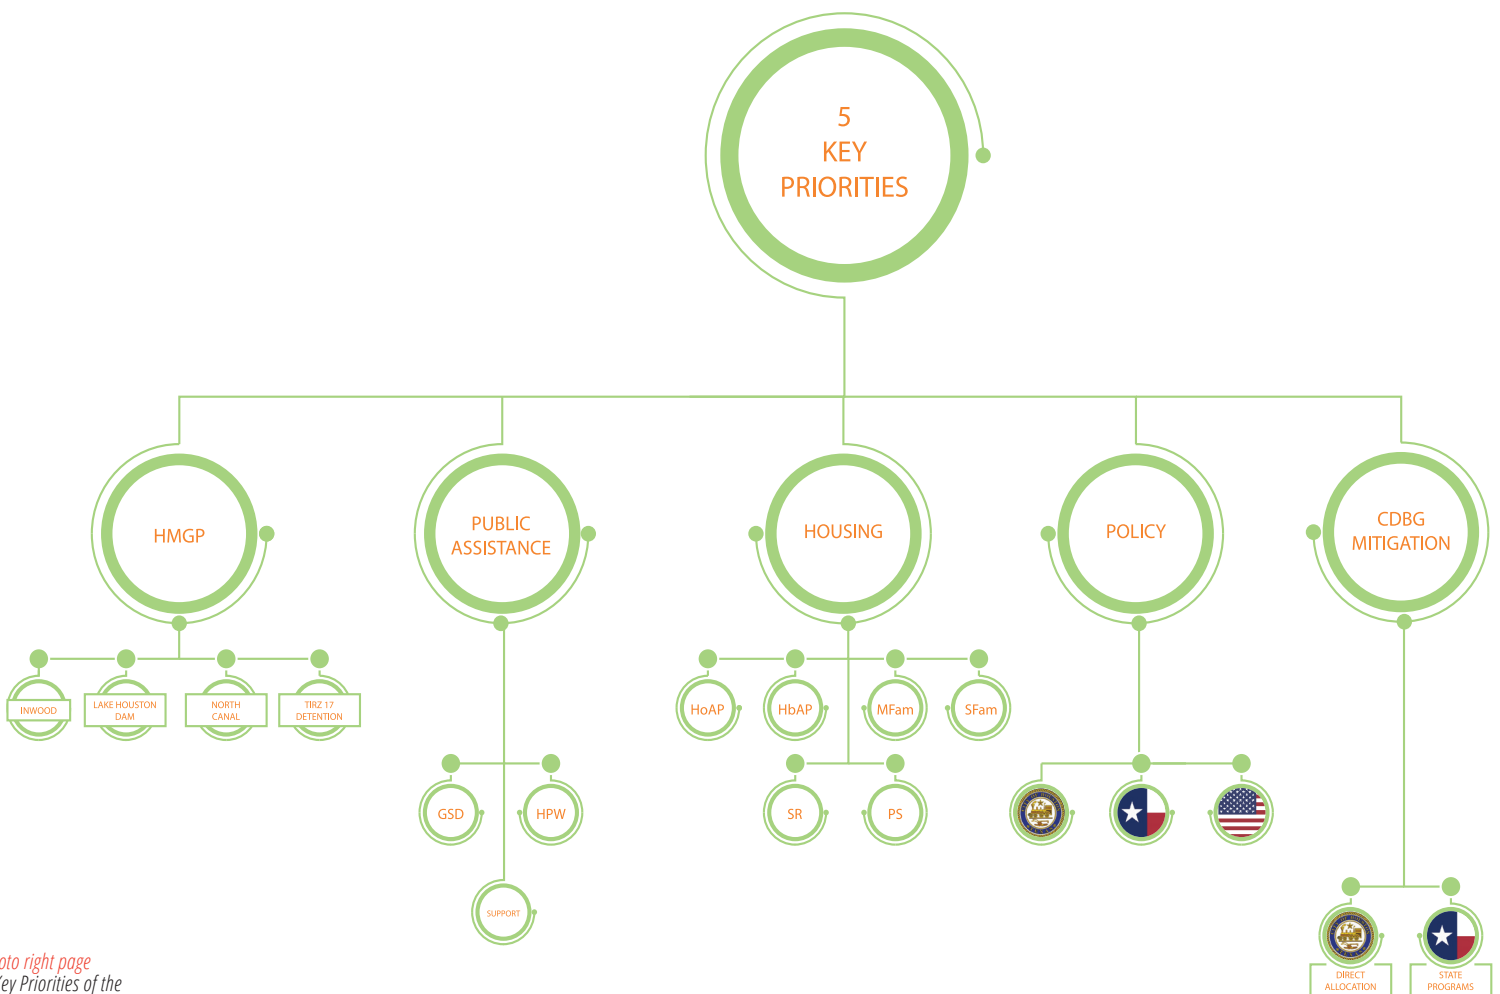 5
KEY
PRIORITIES
HMGP
PUBLIC
ASSISTANCE
HOUSING
POLICY
CDBG
MITIGATION
INWOOD
LAKE HOUSTON
DAM
NORTH
CANAL
TIRZ 17
DETENTION
HoAP
HbAP
MFam
SFam
GSD
HPW
SR
PS
SUPPORT
DIRECT
ALLOCATION
STATE
PROGRAMS
oto right page
Key Priorities of the